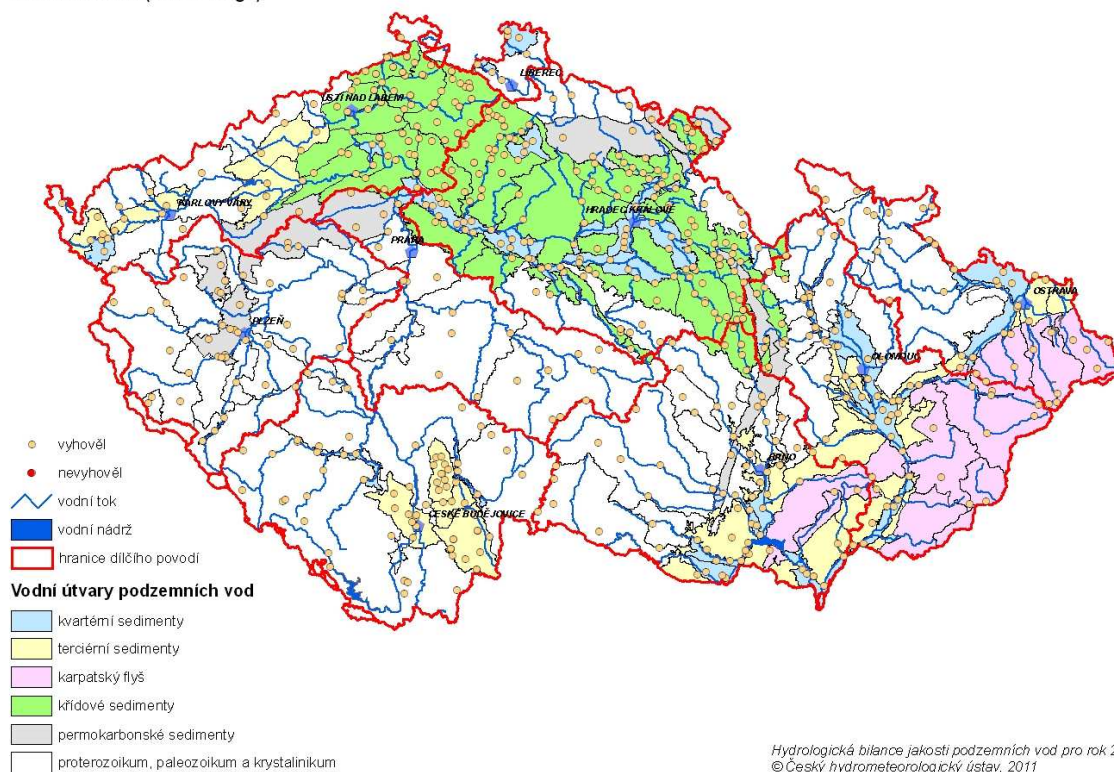 LIBEREC
ÚSTÍ NAD LABEM
KARLOVY VARY
HRADEC KRÁLOVÉ
PRAHA
OSTRAVA
PLZEŇ
OLOMOUC
BRNO
ČESKÉ BUDĚJOVICE
vyhověl
nevyhověl
vodní tok
vodní nádrž
hranice dílčího povodí
Vodní útvary podzemních vod
kvartérní sedimenty
terciérní sedimenty
karpatský flyš
křídové sedimenty
permokarbonské sedimenty
proterozoikum, paleozoikum a krystalinikum
Hydrologická bilance jakosti podzemních vod pro rok 2
© Český hydrometeorologický ústav, 2011